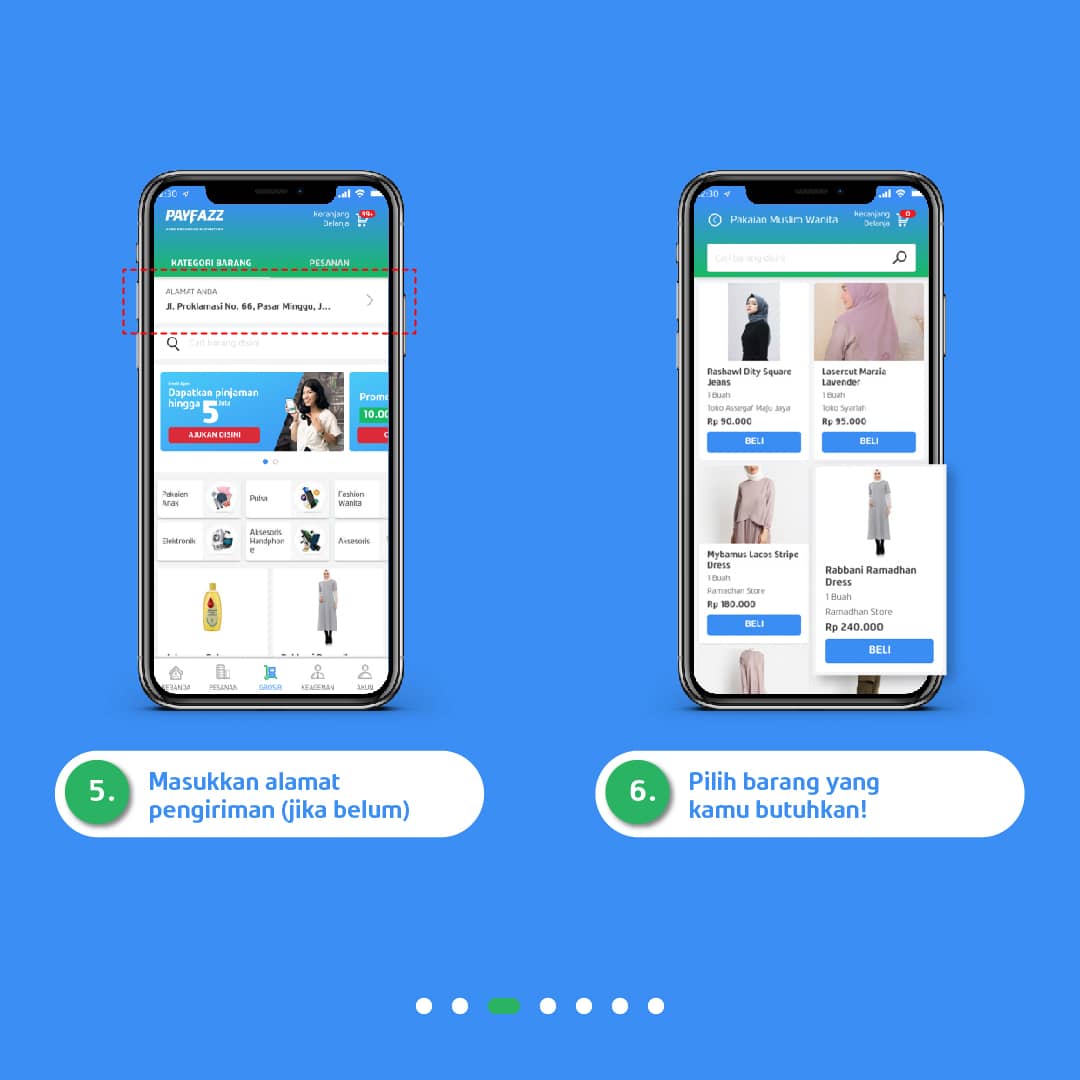 2:30
PAYFAZZ
Keranjang
Belanja
99+
KATEGORI BARANG
PESANAN
ALAMAT ANDA
Jl. Proklamasi No. 66, Pasar Minggu, J...
Cari barang disini
Dapatkan pinjaman
hingga 5 Juta
AJUKAN DISINI
Promo
10.00
Pakaian
Anak
Pulsa
Fashion
Wanita
Elektronik
Aksesoris
Handphon
e
Aksesoris
BERANDA
PESANAN
GROSIR
KEAGENAN
AKUN
5.
Masukkan alamat
pengiriman (jika belum)
2:30
Pakaian Muslim Wanita
Keranjang
Belanja
0
Cari barang disini
Rashawl Dity Square
Jeans
1 Buah
Toko Assegaf Maju Jaya
Rp 90.000
BELI
Lasercut Marzia
Lavender
1 Buah
Toko Syariah
Rp 95.000
BELI
Mybamus Lacos Stripe
Dress
1 Buah
Ramadhan Store
Rp 180.000
BELI
Rabbani Ramadhan
Dress
1 Buah
Ramadhan Store
Rp 240.000
BELI
6.
Pilih barang yang
kamu butuhkan!